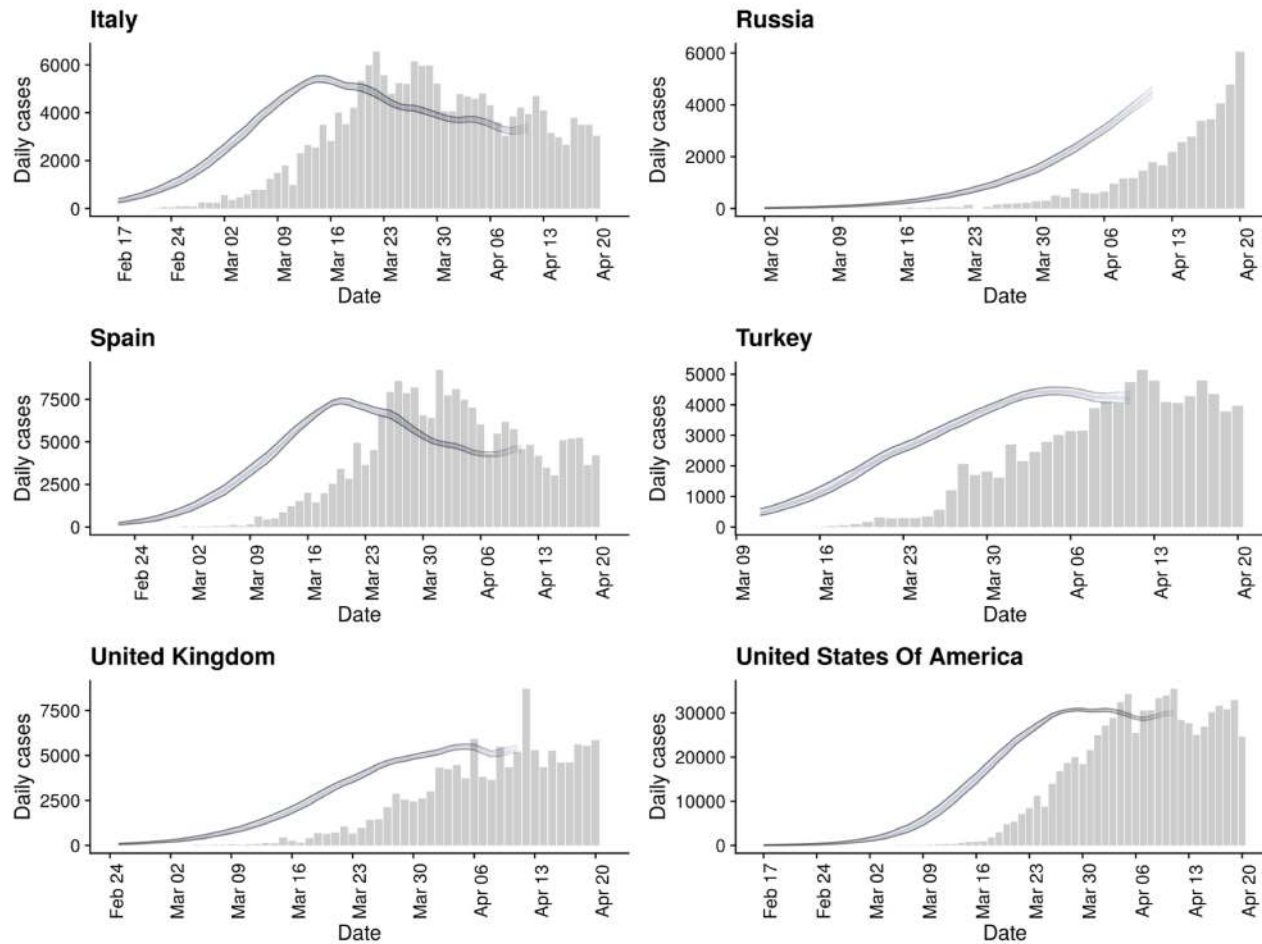 Italy
Daily cases
6000
4000
2000
0
Feb 17
Feb 24
Mar 02
Mar 09
Mar 16
Mar 23
Mar 30
Apr 06
Apr 13
Apr 20
Date
Russia
Daily cases
6000
4000
2000
0
Mar 02
Mar 09
Mar 16
Mar 23
Mar 30
Apr 06
Apr 13
Apr 20
Date
Spain
Daily cases
7500
5000
2500
0
Feb 24
Mar 02
Mar 09
Mar 16
Mar 23
Mar 30
Apr 06
Apr 13
Apr 20
Date
Turkey
Daily cases
5000
4000
3000
2000
1000
0
Mar 09
Mar 16
Mar 23
Mar 30
Apr 06
Apr 13
Apr 20
Date
United Kingdom
Daily cases
7500
5000
2500
0
Feb 24
Mar 02
Mar 09
Mar 16
Mar 23
Mar 30
Apr 06
Apr 13
Apr 20
Date
United States Of America
Daily cases
30000
20000
10000
0
Feb 17
Feb 24
Mar 02
Mar 09
Mar 16
Mar 23
Mar 30
Apr 06
Apr 13
Apr 20
Date